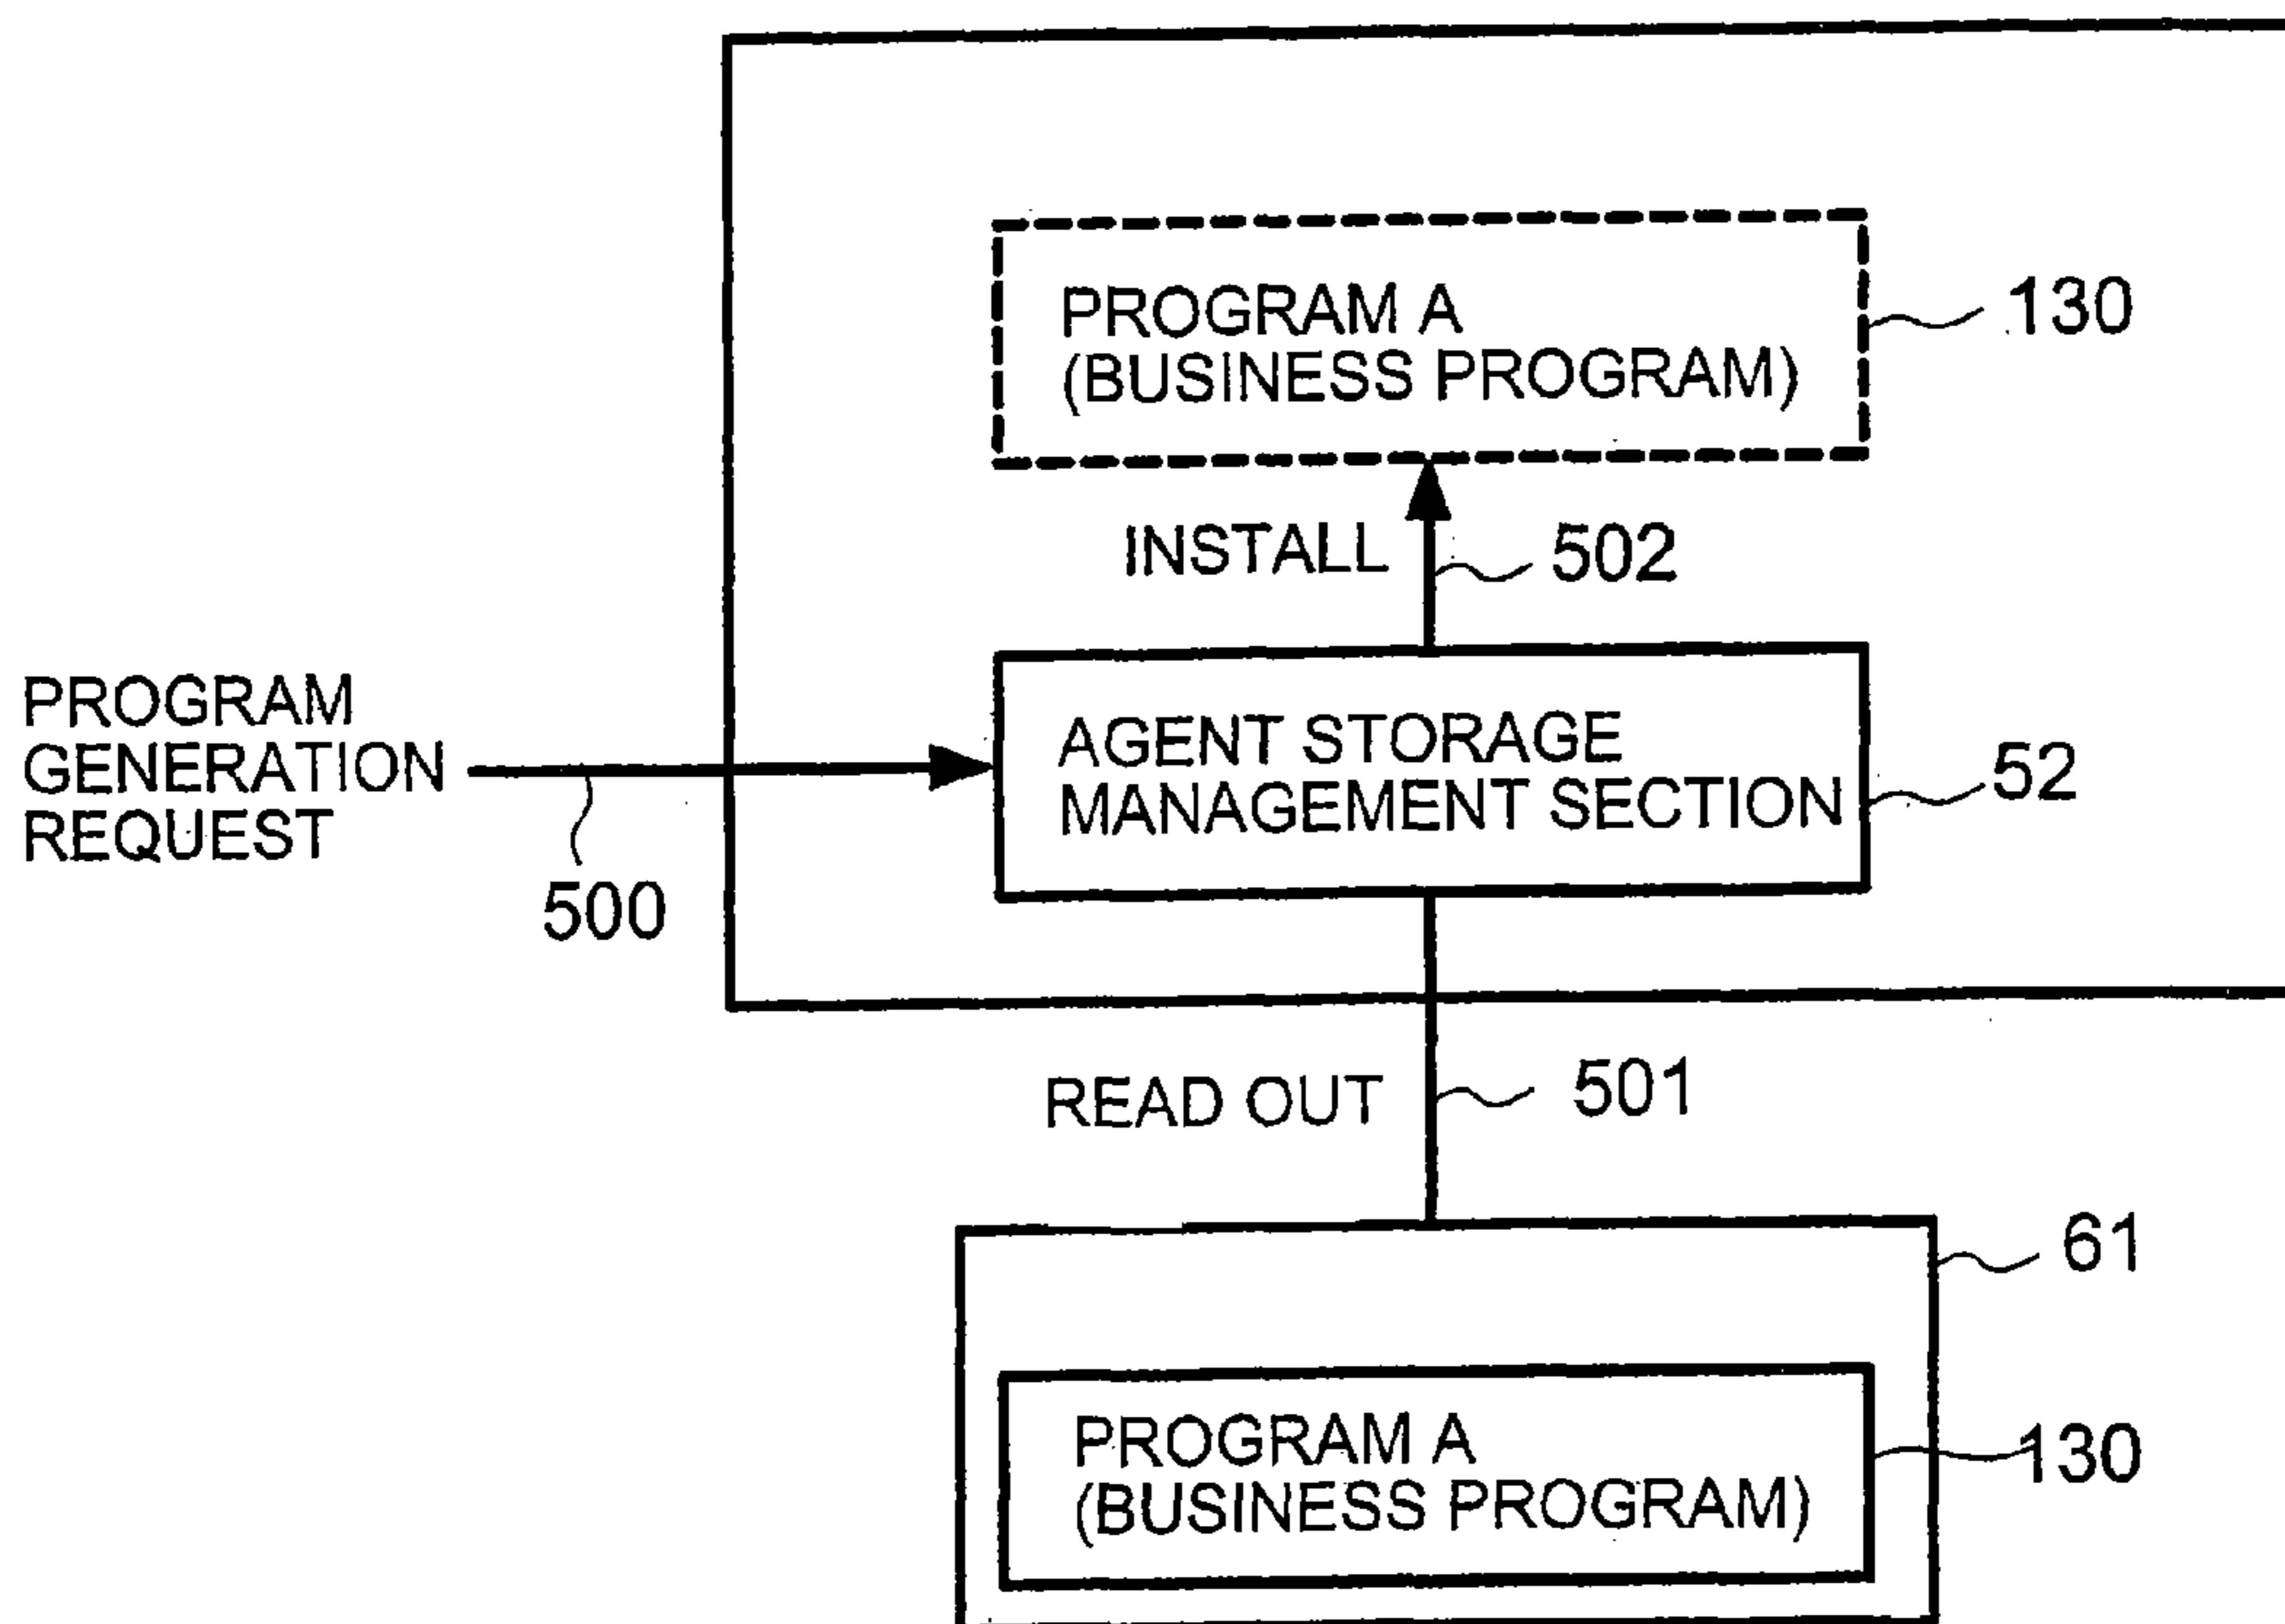 PROGRAM A
(BUSINESS PROGRAM)
130
INSTALL
502
PROGRAM
GENERATION
REQUEST
500
AGENT STORAGE
MANAGEMENT SECTION
52
READ OUT
501
61
PROGRAM A
(BUSINESS PROGRAM)
130